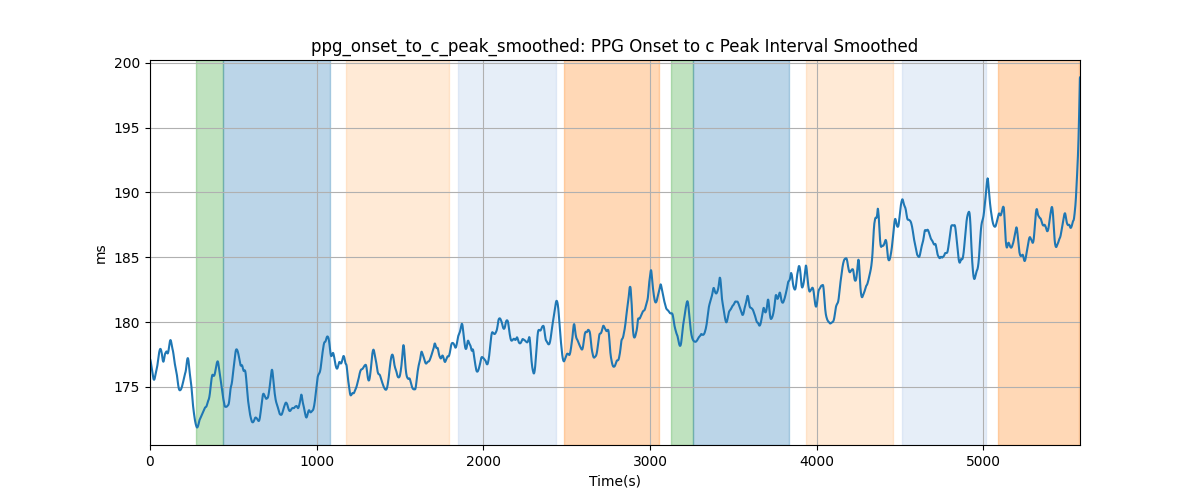 ppg_onset_to_c_peak_smoothed: PPG Onset to c Peak Interval Smoothed
200
195
190
185
180
175
ms
0 1000 2000 3000 4000 5000
Time(s)